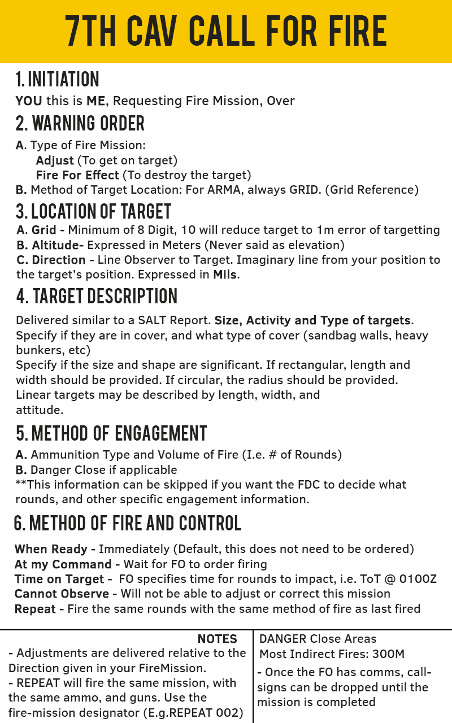 7TH CAV CALL FOR FIRE
1. INITIATION
YOU this is ME, Requesting Fire Mission, Over
2. WARNING ORDER
A. Type of Fire Mission:
Adjust (To get on target)
Fire For Effect (To destroy the target)
B. Method of Target Location: For ARMA, always GRID. (Grid Reference)
3. LOCATION OF TARGET
A. Grid - Minimum of 8 Digit, 10 will reduce target to 1m error of targetting
B. Altitude- Expressed in Meters (Never said as elevation)
C. Direction - Line Observer to Target. Imaginary line from your position to
the target's position. Expressed in MIls.
4. TARGET DESCRIPTION
Delivered similar to a SALT Report. Size, Activity and Type of targets.
Specify if they are in cover, and what type of cover (sandbag walls, heavy
bunkers, etc)
Specify if the size and shape are significant. If rectangular, length and
width should be provided. If circular, the radius should be provided.
Linear targets may be described by length, width, and
attitude.
5. METHOD OF ENGAGEMENT
A. Ammunition Type and Volume of Fire (I.e. # of Rounds)
B. Danger Close if applicable
**This information can be skipped if you want the FDC to decide what
rounds, and other specific engagement information.
6. METHOD OF FIRE AND CONTROL
When Ready - Immediately (Default, this does not need to be ordered)
At my Command - Wait for FO to order firing
Time on Target - FO specifies time for rounds to impact, i.e. ToT @ 0100Z
Cannot Observe - Will not be able to adjust or correct this mission
Repeat - Fire the same rounds with the same method of fire as last fired
NOTES
- Adjustments are delivered relative to the
Direction given in your FireMission.
- REPEAT will fire the same mission, with
the same ammo, and guns. Use the
fire-mission designator (E.g.REPEAT 002)
DANGER Close Areas
Most Indirect Fires: 300M
- Once the FO has comms, call-
signs can be dropped until the
mission is completed